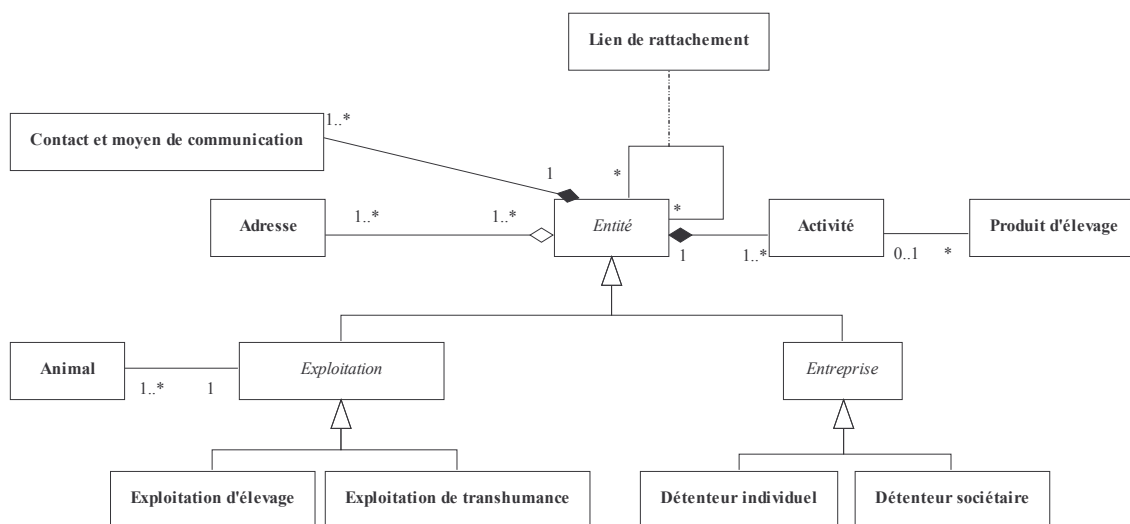 Lien de rattachement
Contact et moyen de communication
1..*
1
*
*
Adresse
1..*
1..*
Entité
1
1..*
Activité
0..1
*
Produit d'élevage
Animal
1..*
1
Exploitation
Entreprise
Exploitation d'élevage
Exploitation de transhumance
Détenteur individuel
Détenteur sociétaire